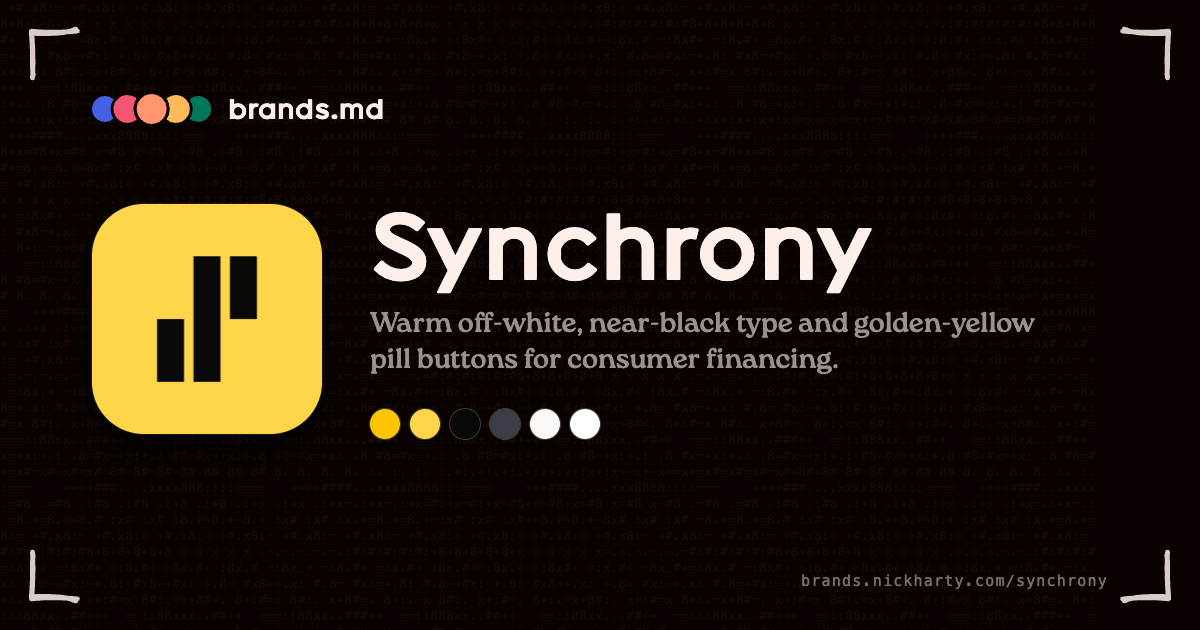 brands.md
Synchrony
Warm off-white, near-black type and golden-yellow
pill buttons for consumer financing.
brands.nickharty.com/synchrony